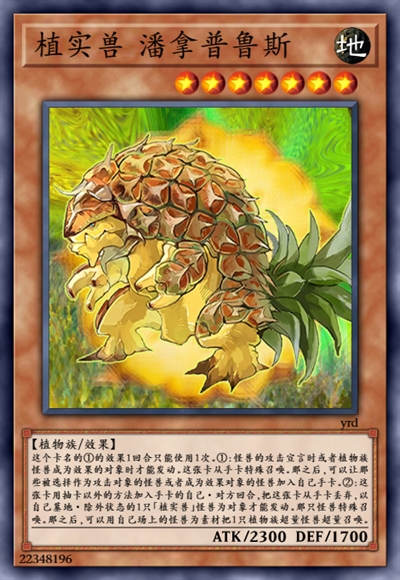 植实兽 潘拿普鲁斯
地
yrd
【植物族/效果】
这个卡名的①的效果1回合只能使用1次。①：怪兽的攻击宣言时或者植物族
怪兽成为效果的对象时才能发动。这张卡从手卡特殊召唤。那之后，可以让那
些被选择作为攻击对象的怪兽或者成为效果对象的怪兽加入自己手卡。②：这
张卡用抽卡以外的方法加入手卡的自己·对方回合，把这张卡从手卡丢弃，以
自己墓地·除外状态的1只「植实兽」怪兽为对象才能发动。那只怪兽特殊召
唤。那之后，可以用自己场上的怪兽为素材把1只植物族超量怪兽超量召唤。
ATK/2300 DEF/1700
22348196